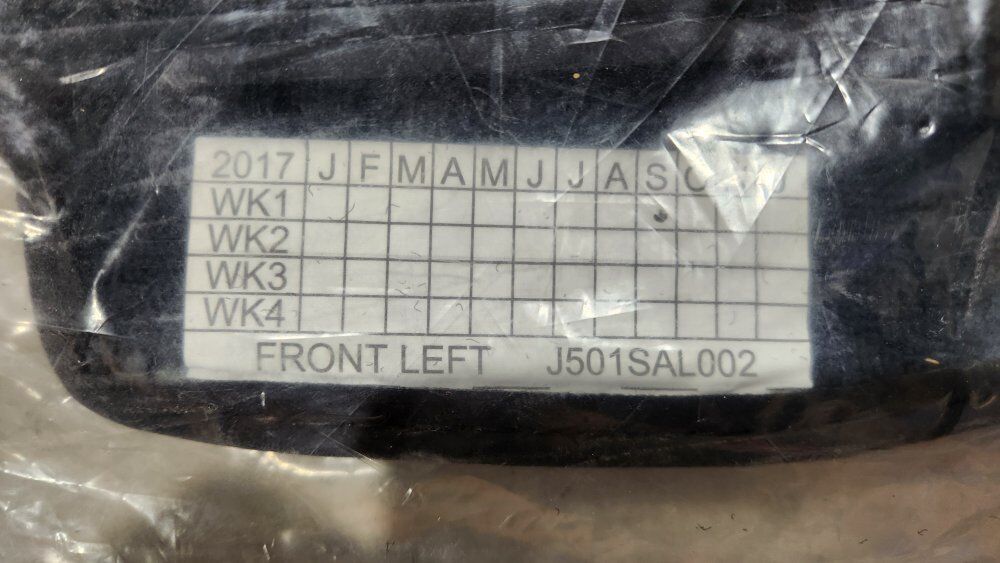 2017 J F M A M J J A S O
WK1
WK2
WK3
WK4
FRONT LEFT J501SAL002